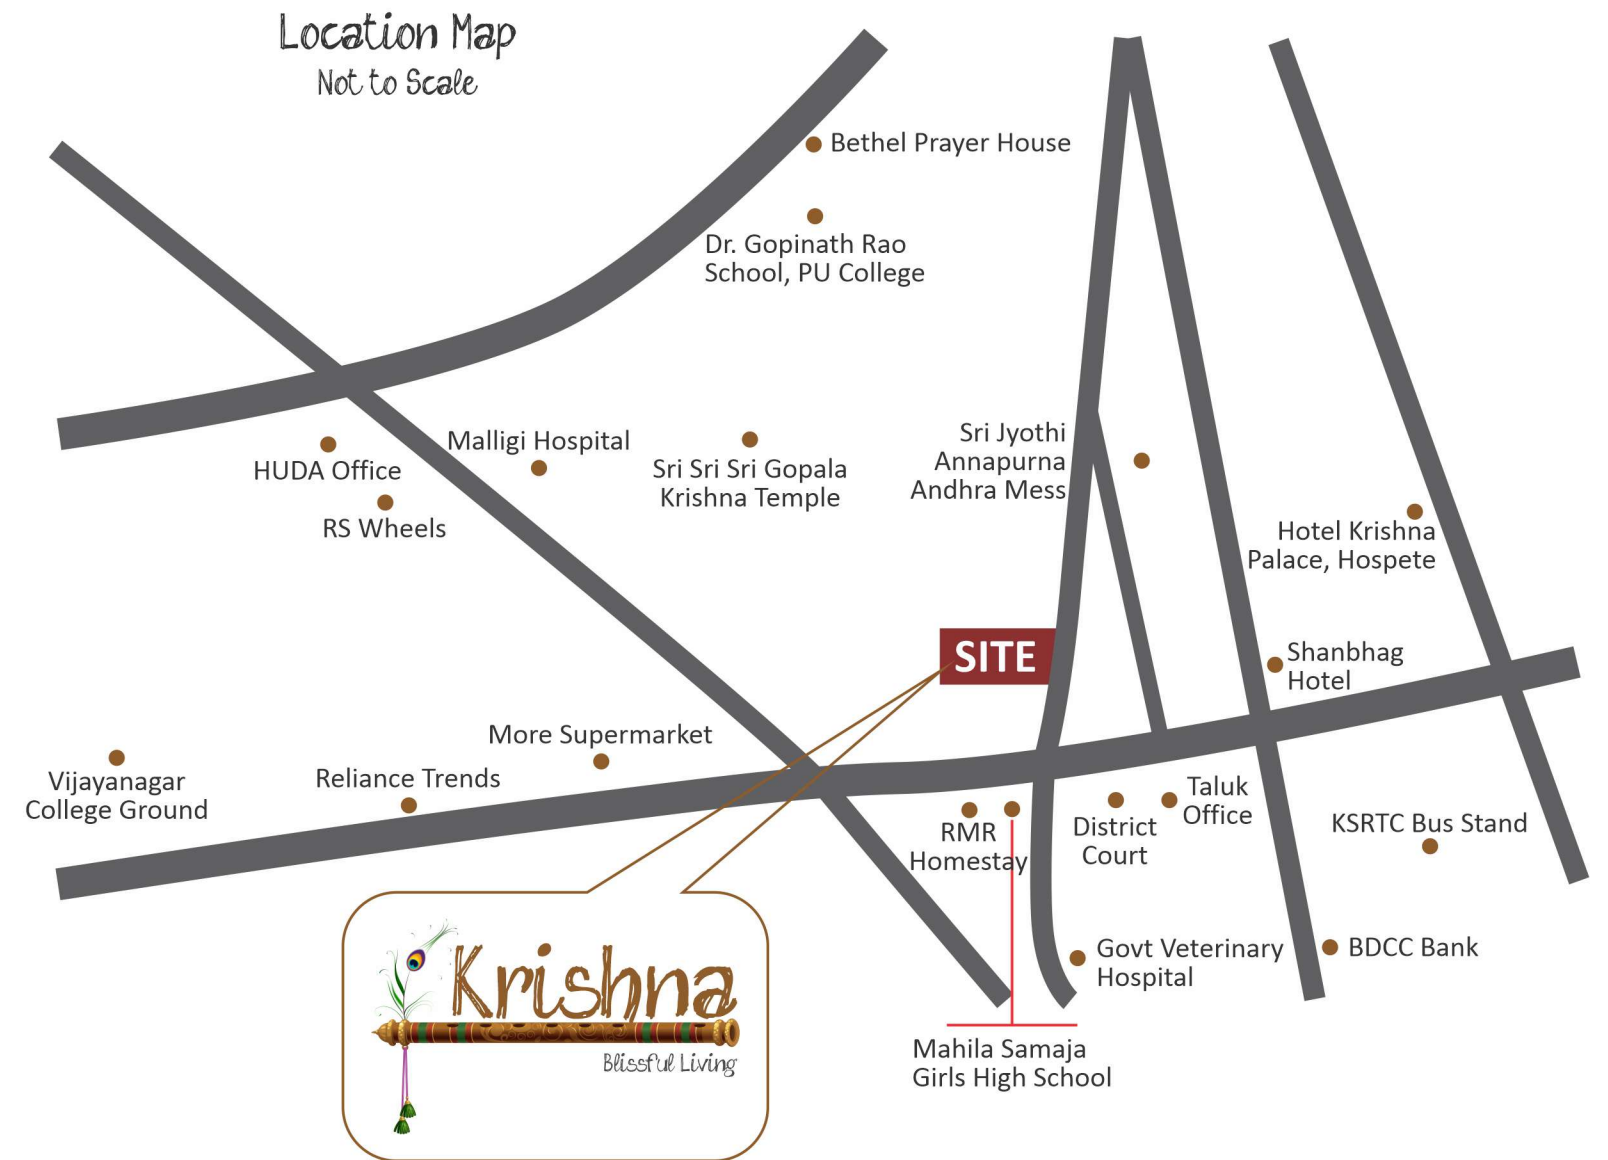 Location Map
Not to Scale
Bethel Prayer House
Dr. Gopinath Rao
School, PU College
HUDA Office
RS Wheels
Malligi Hospital
Sri Sri Sri Gopala
Krishna Temple
Sri Jyothi
Annapurna
Andhra Mess
Hotel Krishna
Palace, Hospete
SITE
Shanbhag
Hotel
More Supermarket
Vijayanagar
College Ground
Reliance Trends
RMR
Homestay
District
Court
Taluk
Office
KSRTC Bus Stand
Govt Veterinary
Hospital
BDCC Bank
Krishna
Blissful Living
Mahila Samaja
Girls High School